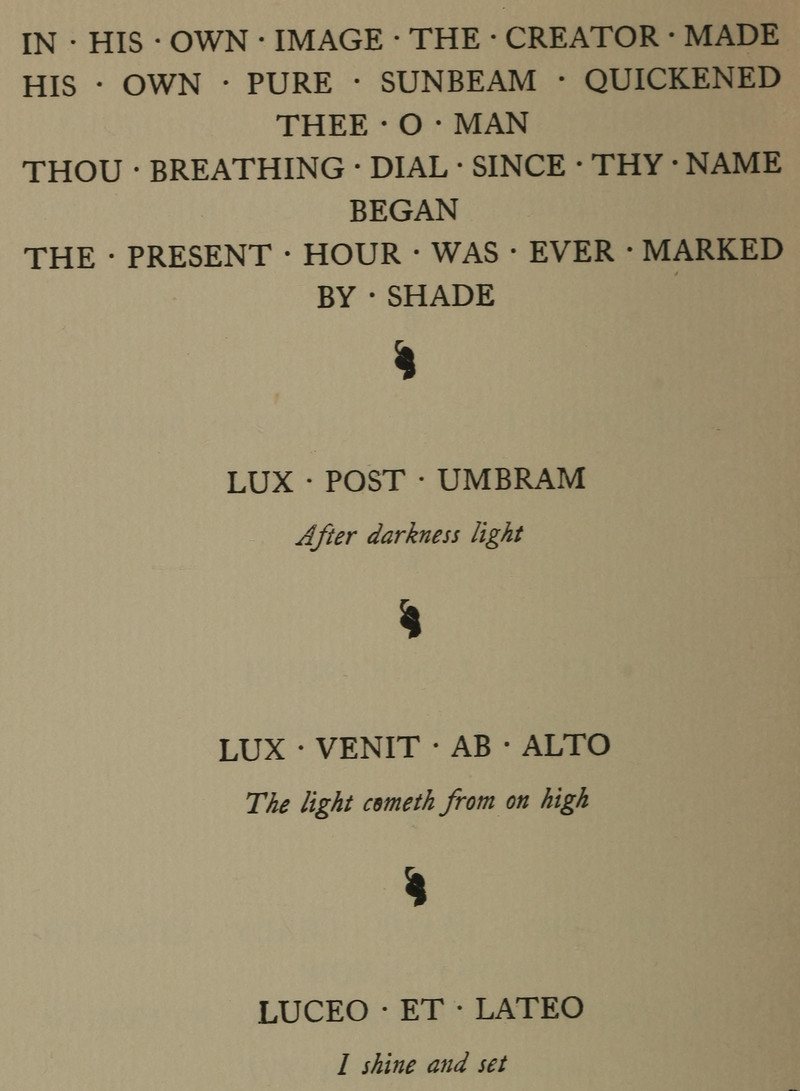 IN · HIS · OWN · IMAGE · THE · CREATOR · MADE
HIS · OWN · PURE · SUNBEAM · QUICKENED
THEE · O · MAN
THOU · BREATHING · DIAL · SINCE · THY · NAME
BEGAN
THE · PRESENT · HOUR · WAS · EVER · MARKED
BY · SHADE
LUX · POST · UMBRAM
After darkness light
LUX · VENIT · AB · ALTO
The light cometh from on high
LUCEO · ET · LATEO
I shine and set